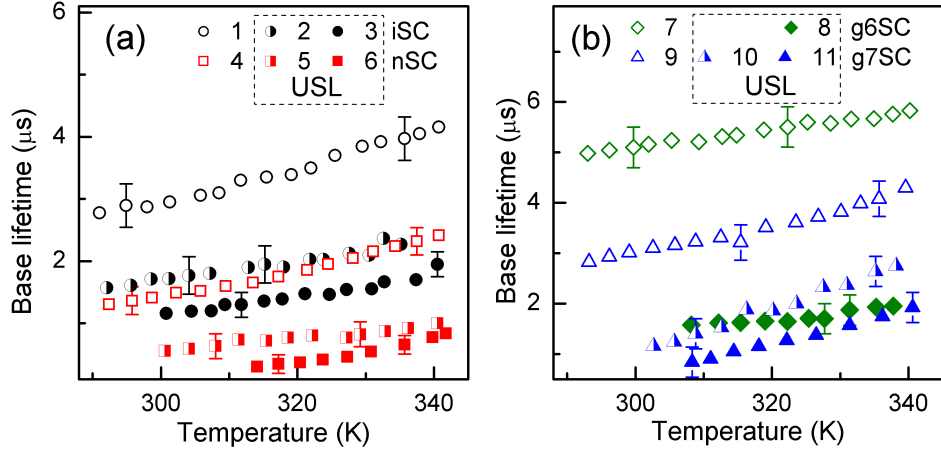 (a)
1 2 3 iSC
4 5 6 nSC
USL
6
4
2
Base lifetime (μs)
300 320 340
Temperature (K)
(b)
7 8 g6SC
9 10 11 g7SC
USL
6
4
2
Base lifetime (μs)
300 320 340
Temperature (K)